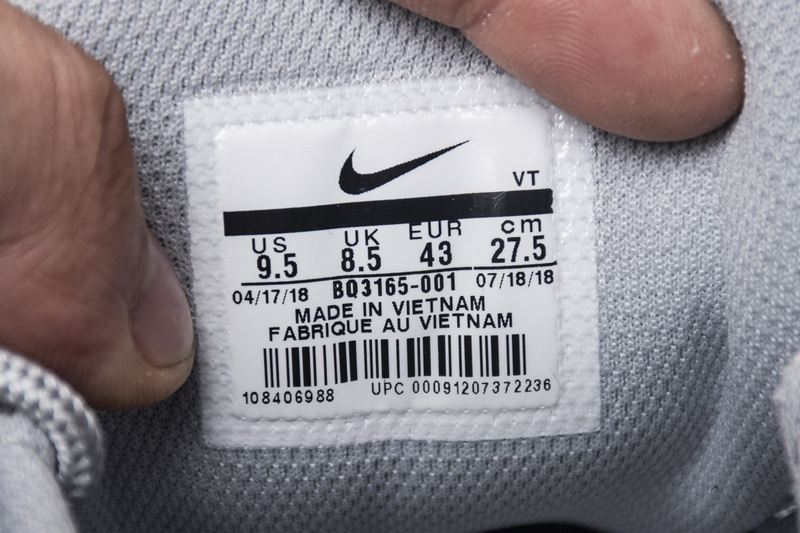 VT
US UK EUR cm
9.5 8.5 43 27.5
04/17/18 BQ3165-001 07/18/18
MADE IN VIETNAM
FABRIQUE AU VIETNAM
108406988 UPC 00091207372236